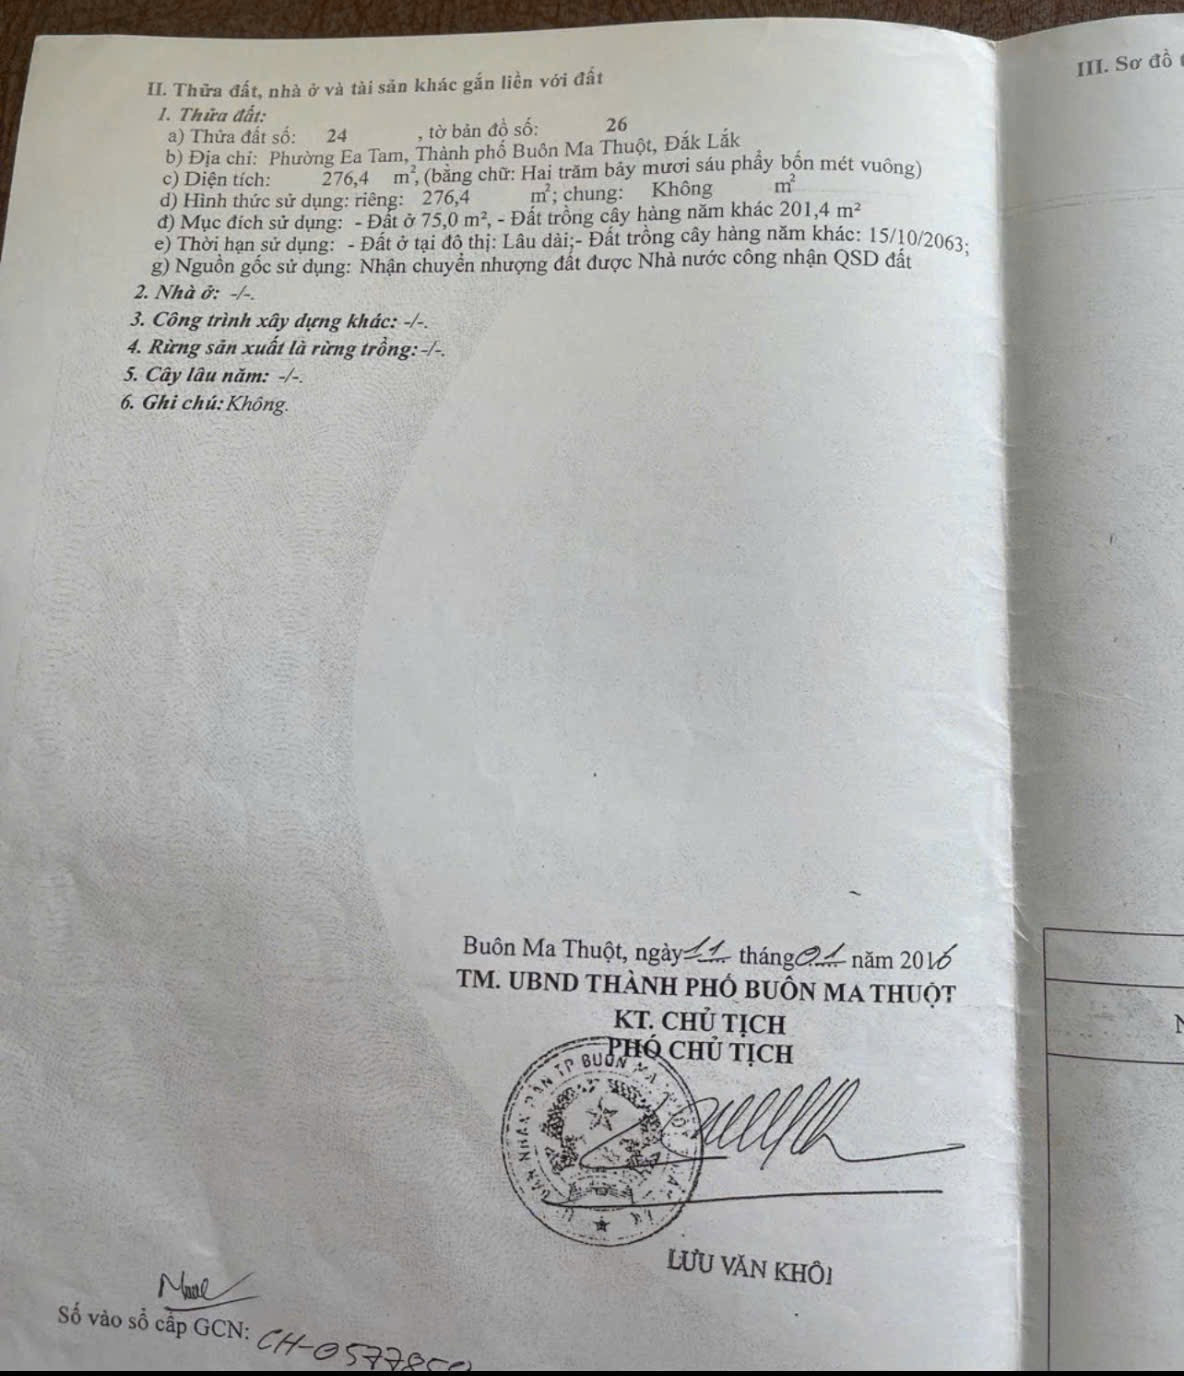 II. Thửa đất, nhà ở và tài sản khác gắn liền với đất
1. Thửa đất:
a) Thửa đất số: 24 , tờ bản đồ số: 26
b) Địa chỉ: Phường Ea Tam, Thành phố Buôn Ma Thuột, Đắk Lắk
c) Diện tích: 276,4 m², (bằng chữ: Hai trăm bảy mươi sáu phẩy bốn mét vuông)
d) Hình thức sử dụng: riêng: 276,4 m²; chung: Không m²
đ) Mục đích sử dụng: - Đất ở 75,0 m², - Đất trồng cây hàng năm khác 201,4 m²
e) Thời hạn sử dụng: - Đất ở tại đô thị: Lâu dài;- Đất trồng cây hàng năm khác: 15/10/2063;
g) Nguồn gốc sử dụng: Nhận chuyển nhượng đất được Nhà nước công nhận QSD đất
2. Nhà ở: -/-.
3. Công trình xây dựng khác: -/-.
4. Rừng sản xuất là rừng trồng: -/-.
5. Cây lâu năm: -/-.
6. Ghi chú: Không.
Buôn Ma Thuột, ngày 11 tháng 01 năm 2016
TM. UBND THÀNH PHỐ BUÔN MA THUỘT
KT. CHỦ TỊCH
PHÓ CHỦ TỊCH
NHÂN DÂN TP BUÔN MA
LƯU VĂN KHÔI
Số vào sổ cấp GCN: CH-0577850
III. Sơ đồ